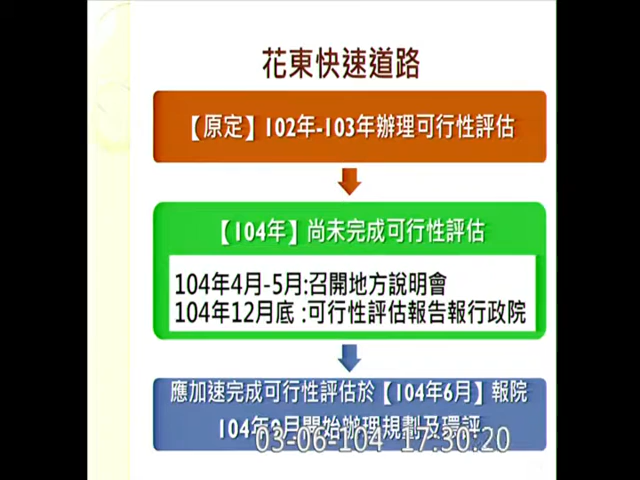 花東快速道路
【原定】102年-103年辦理可行性評估
【104年】尚未完成可行性評估
104年4月-5月:召開地方說明會
104年12月底 :可行性評估報告報行政院
應加速完成可行性評估於【104年6月】報院
104年 月開始辦理規劃及環評
03-06-104 17:30:20